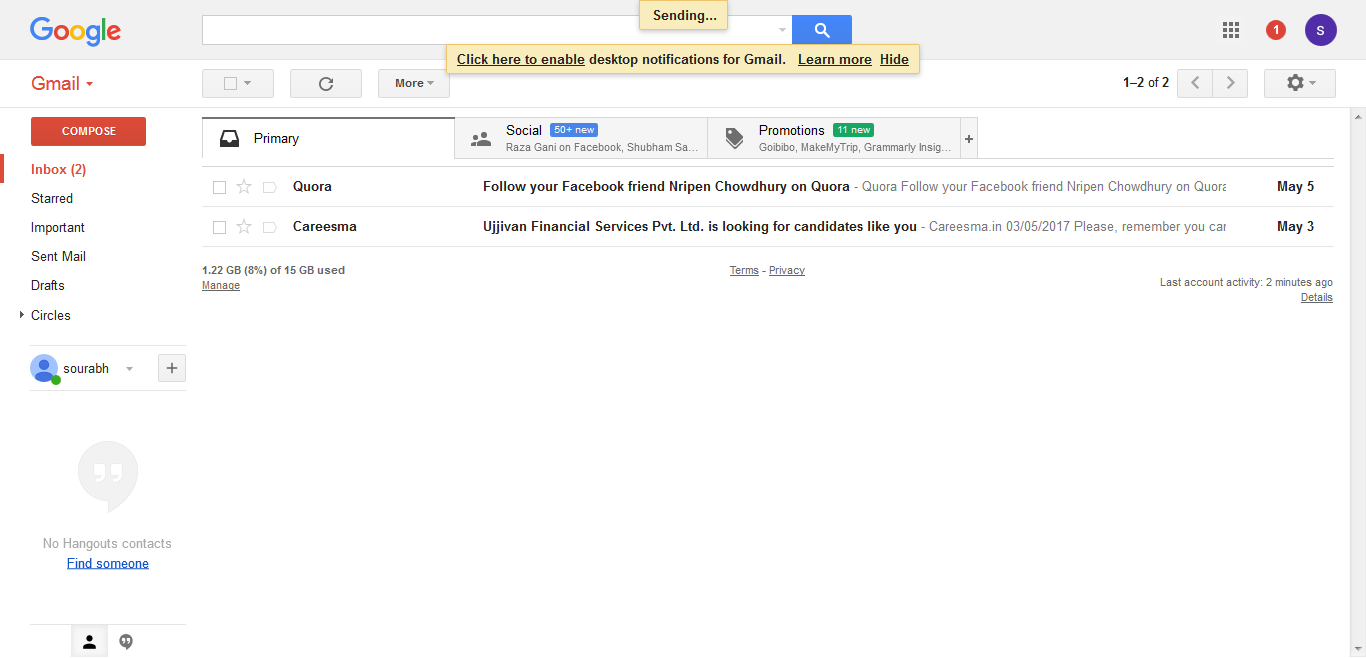 Sending...
Google
Click here to enable desktop notifications for Gmail. Learn more Hide
1
S
Gmail
More
1–2 of 2
COMPOSE
Inbox (2)
Starred
Important
Sent Mail
Drafts
Circles
sourabh
No Hangouts contacts
Find someone
Primary
Social 50+ new
Raza Gani on Facebook, Shubham Sa...
Promotions 11 new
Goibibo, MakeMyTrip, Grammarly Insig...
+
Quora Follow your Facebook friend Nripen Chowdhury on Quora - Quora Follow your Facebook friend Nripen Chowdhury on Quora May 5
Careesma Ujjivan Financial Services Pvt. Ltd. is looking for candidates like you - Careesma.in 03/05/2017 Please, remember you can May 3
1.22 GB (8%) of 15 GB used
Manage
Terms - Privacy
Last account activity: 2 minutes ago
Details